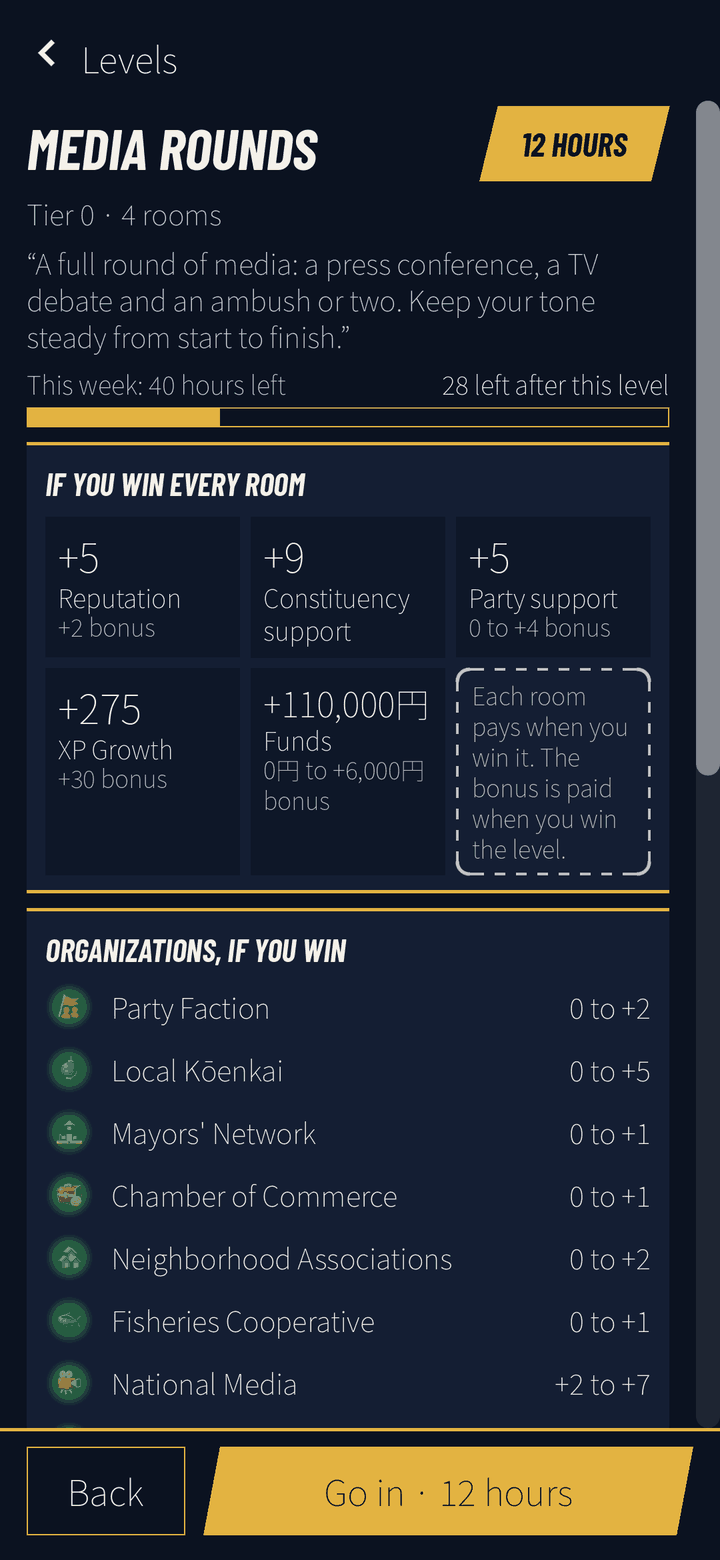 Levels
MEDIA ROUNDS
12 HOURS
Tier 0 · 4 rooms
“A full round of media: a press conference, a TV
debate and an ambush or two. Keep your tone
steady from start to finish.”
This week: 40 hours left
28 left after this level
IF YOU WIN EVERY ROOM
+5
Reputation
+2 bonus
+9
Constituency
support
+5
Party support
0 to +4 bonus
+275
XP Growth
+30 bonus
+110,000円
Funds
0円 to +6,000円
bonus
Each room
pays when you
win it. The
bonus is paid
when you win
the level.
ORGANIZATIONS, IF YOU WIN
Party Faction 0 to +2
Local Kōenkai 0 to +5
Mayors' Network 0 to +1
Chamber of Commerce 0 to +1
Neighborhood Associations 0 to +2
Fisheries Cooperative 0 to +1
National Media +2 to +7
Back
Go in · 12 hours